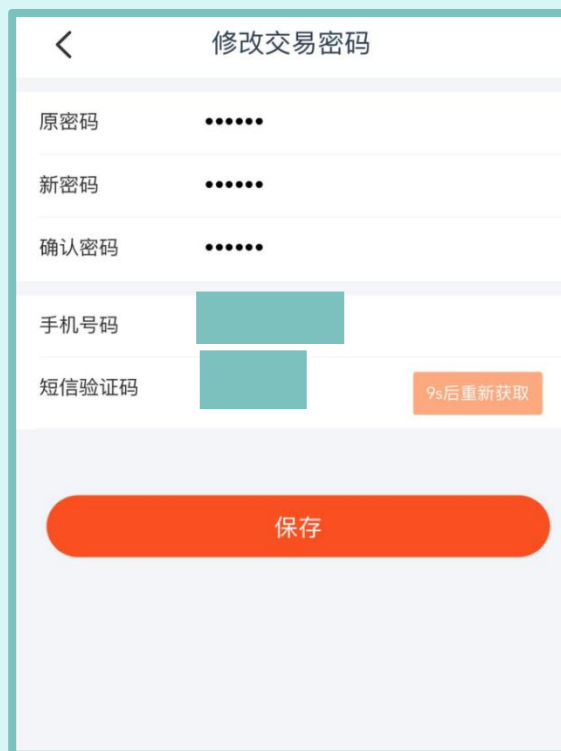 修改交易密码
原密码 ••••••
新密码 ••••••
确认密码 ••••••
手机号码
短信验证码 9s后重新获取
保存